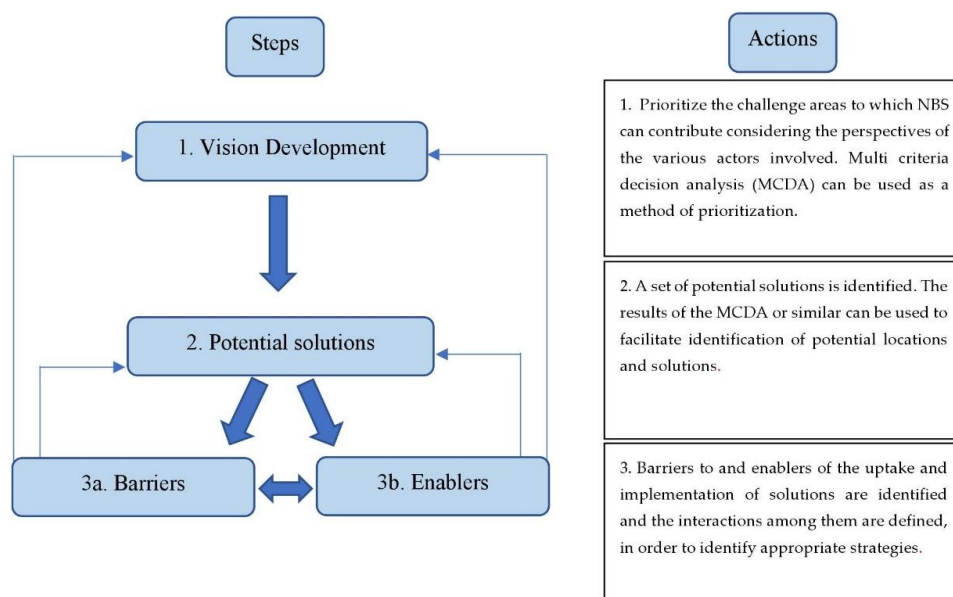 Steps
1. Vision Development
2. Potential solutions
3a. Barriers
3b. Enablers
Actions
1. Prioritize the challenge areas to which NBS
can contribute considering the perspectives of
the various actors involved. Multi criteria
decision analysis (MCDA) can be used as a
method of prioritization.
2. A set of potential solutions is identified. The
results of the MCDA or similar can be used to
facilitate identification of potential locations
and solutions.
3. Barriers to and enablers of the uptake and
implementation of solutions are identified
and the interactions among them are defined,
in order to identify appropriate strategies.